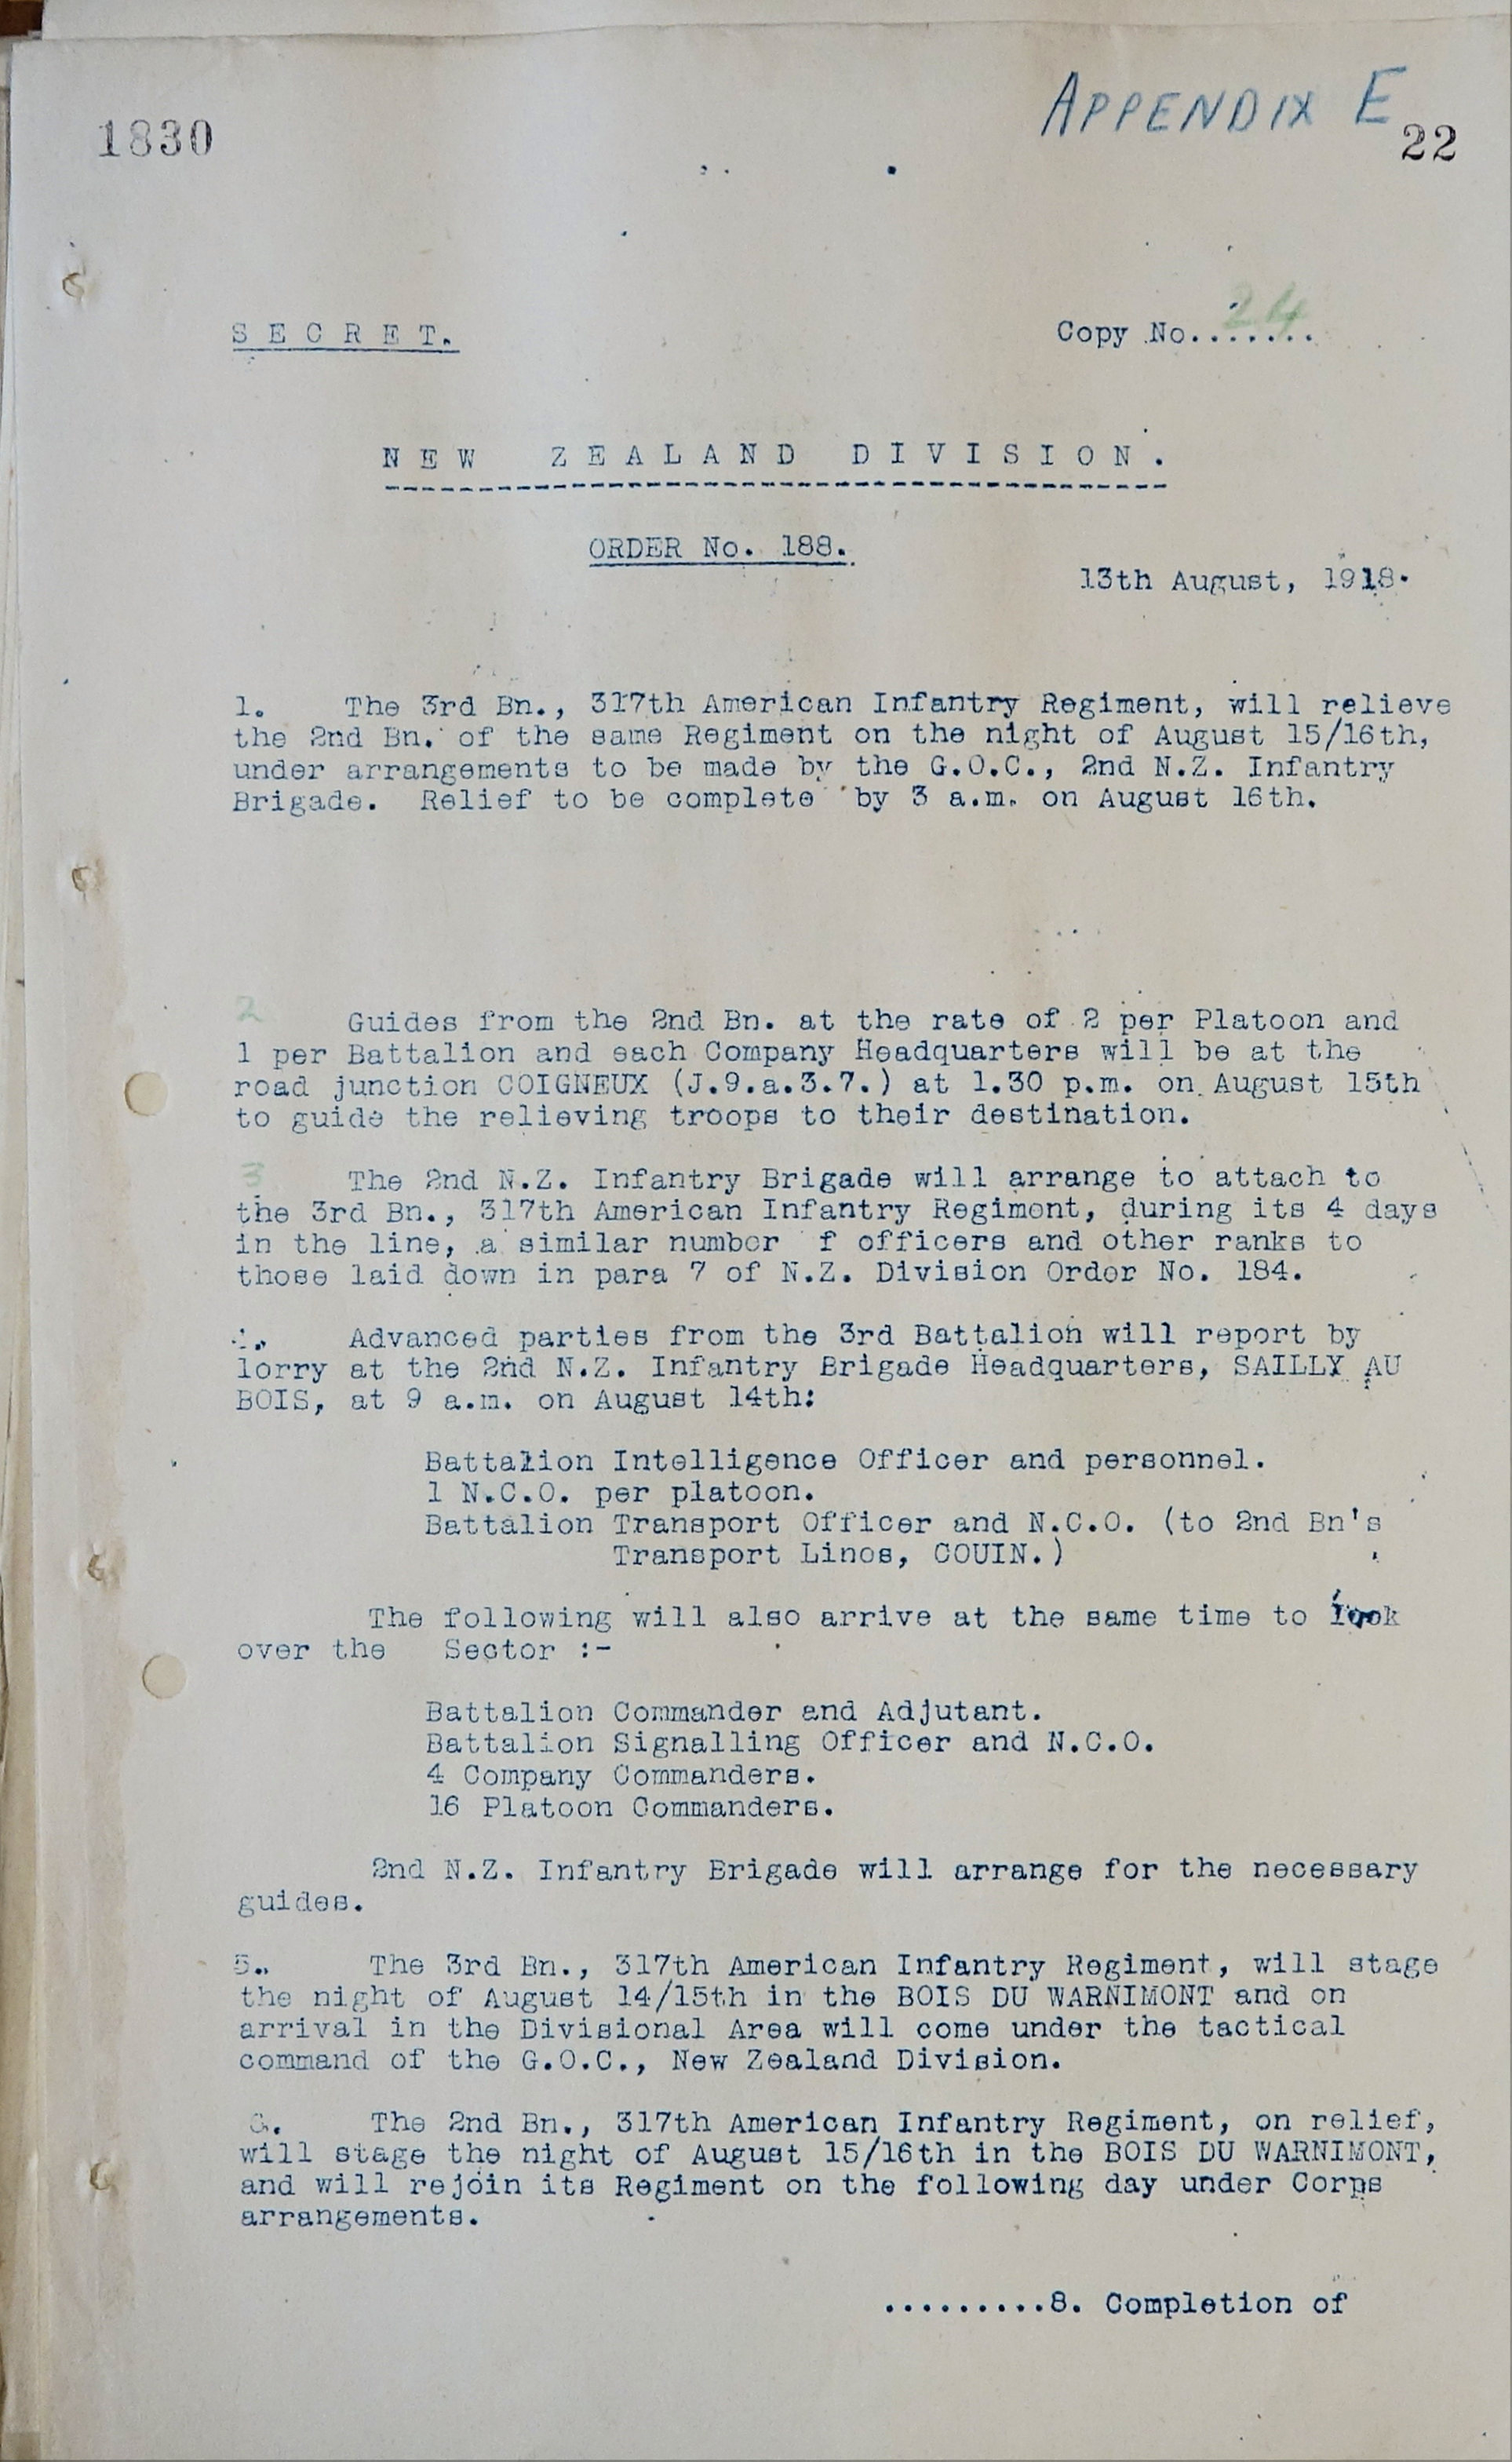 APPENDIX E
1830
22
SECRET.
Copy No.......24
NEW ZEALAND DIVISION.
ORDER No. 188.
13th August, 1918.
1. The 3rd Bn., 317th American Infantry Regiment, will relieve
the 2nd Bn. of the same Regiment on the night of August 15/16th,
under arrangements to be made by the G.O.C., 2nd N.Z. Infantry
Brigade. Relief to be complete by 3 a.m. on August 16th.
2 Guides from the 2nd Bn. at the rate of 2 per Platoon and
1 per Battalion and each Company Headquarters will be at the
road junction COIGNEUX (J.9.a.3.7.) at 1.30 p.m. on August 15th
to guide the relieving troops to their destination.
3 The 2nd N.Z. Infantry Brigade will arrange to attach to
the 3rd Bn., 317th American Infantry Regiment, during its 4 days
in the line, a similar number f officers and other ranks to
those laid down in para 7 of N.Z. Division Order No. 184.
Advanced parties from the 3rd Battalion will report by
lorry at the 2nd N.Z. Infantry Brigade Headquarters, SAILLY AU
BOIS, at 9 a.m. on August 14th:
Battalion Intelligence Officer and personnel.
1 N.C.O. per platoon.
Battalion Transport Officer and N.C.O. (to 2nd Bn's
Transport Lines, COUIN.)
The following will also arrive at the same time to look
over the Sector :-
Battalion Commander and Adjutant.
Battalion Signalling Officer and N.C.O.
4 Company Commanders.
16 Platoon Commanders.
2nd N.Z. Infantry Brigade will arrange for the necessary
guides.
5. The 3rd Bn., 317th American Infantry Regiment, will stage
the night of August 14/15th in the BOIS DU WARNIMONT and on
arrival in the Divisional Area will come under the tactical
command of the G.O.C., New Zealand Division.
6. The 2nd Bn., 317th American Infantry Regiment, on relief,
will stage the night of August 15/16th in the BOIS DU WARNIMONT,
and will rejoin its Regiment on the following day under Corps
arrangements.
.........8. Completion of